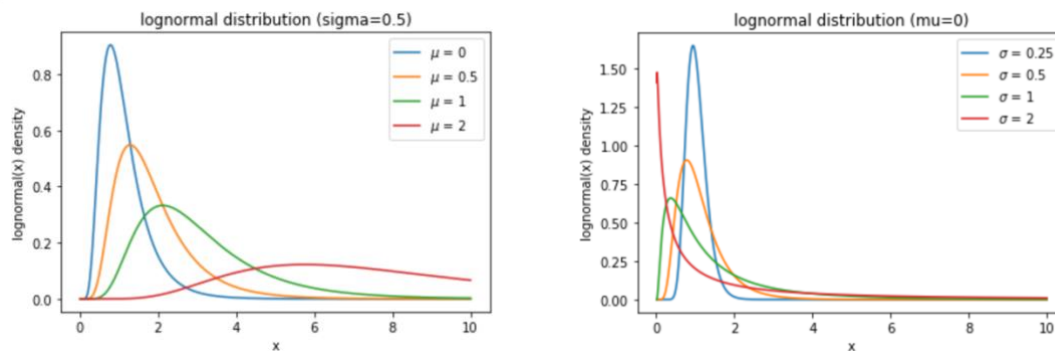 lognormal distribution (sigma=0.5)
μ = 0
μ = 0.5
μ = 1
μ = 2
0.8
0.6
0.4
0.2
0.0
lognormal(x) density
0 2 4 6 8 10
x
lognormal distribution (mu=0)
σ = 0.25
σ = 0.5
σ = 1
σ = 2
1.50
1.25
1.00
0.75
0.50
0.25
0.00
lognormal(x) density
0 2 4 6 8 10
x